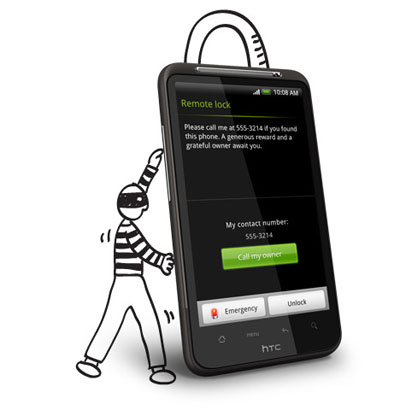 10:08 AM
Remote lock
Please call me at 555-3214 if you found
this phone. A generous reward and a
grateful owner await you.
My contact number:
555-3214
Call my owner
Emergency
Unlock
menu
hTC